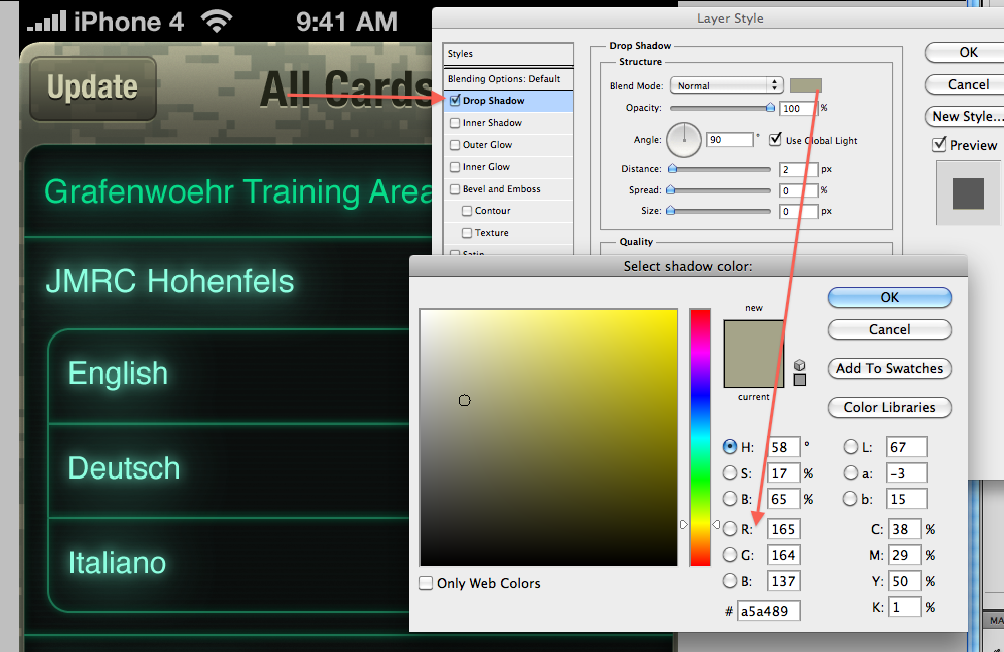 iPhone 4 9:41 AM
Update
All Cards
Grafenwoehr Training Area
JMRC Hohenfels
English
Deutsch
Italiano
Layer Style
Styles
Blending Options: Default
Drop Shadow
Inner Shadow
Outer Glow
Inner Glow
Bevel and Emboss
Contour
Texture
Satin
Drop Shadow
Structure
Blend Mode: Normal
Opacity: 100 %
Angle: 90 ° Use Global Light
Distance: 2 px
Spread: 0 %
Size: 0 px
Quality
OK
Cancel
New Style...
Preview
Select shadow color:
new
current
OK
Cancel
Add To Swatches
Color Libraries
H: 58 ° L: 67
S: 17 % a: -3
B: 65 % b: 15
R: 165 C: 38 %
G: 164 M: 29 %
B: 137 Y: 50 %
# a5a489 K: 1 %
Only Web Colors
MA